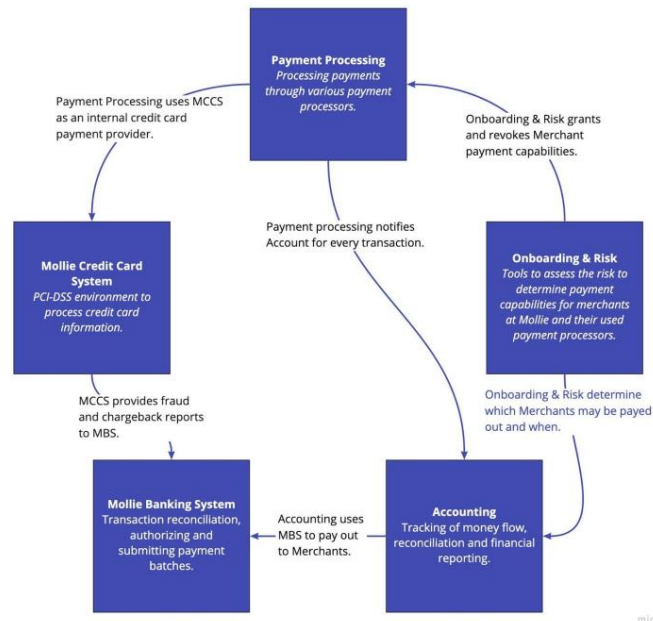 Payment Processing
Processing payments
through various payment
processors.
Payment Processing uses MCCS
as an internal credit card
payment provider.
Onboarding & Risk grants
and revokes Merchant
payment capabilities.
Payment processing notifies
Account for every transaction.
Mollie Credit Card
System
PCI-DSS environment to
process credit card
information.
Onboarding & Risk
Tools to assess the risk to
determine payment
capabilities for merchants
at Mollie and their used
payment processors.
MCCS provides fraud
and chargeback reports
to MBS.
Onboarding & Risk determine
which Merchants may be payed
out and when.
Mollie Banking System
Transaction reconciliation,
authorizing and
submitting payment
batches.
Accounting uses
MBS to pay out
to Merchants.
Accounting
Tracking of money flow,
reconciliation and financial
reporting.